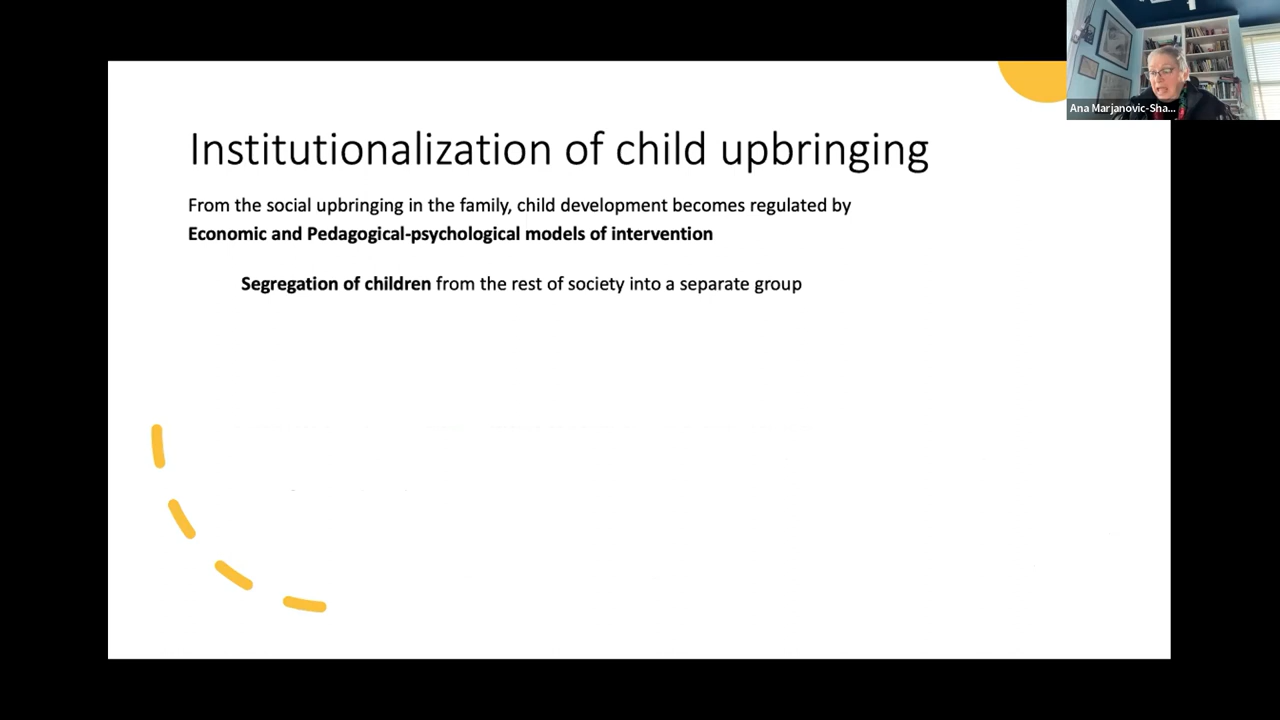 Ana Marjanovic-Sha...
Institutionalization of child upbringing
From the social upbringing in the family, child development becomes regulated by
Economic and Pedagogical-psychological models of intervention
Segregation of children from the rest of society into a separate group